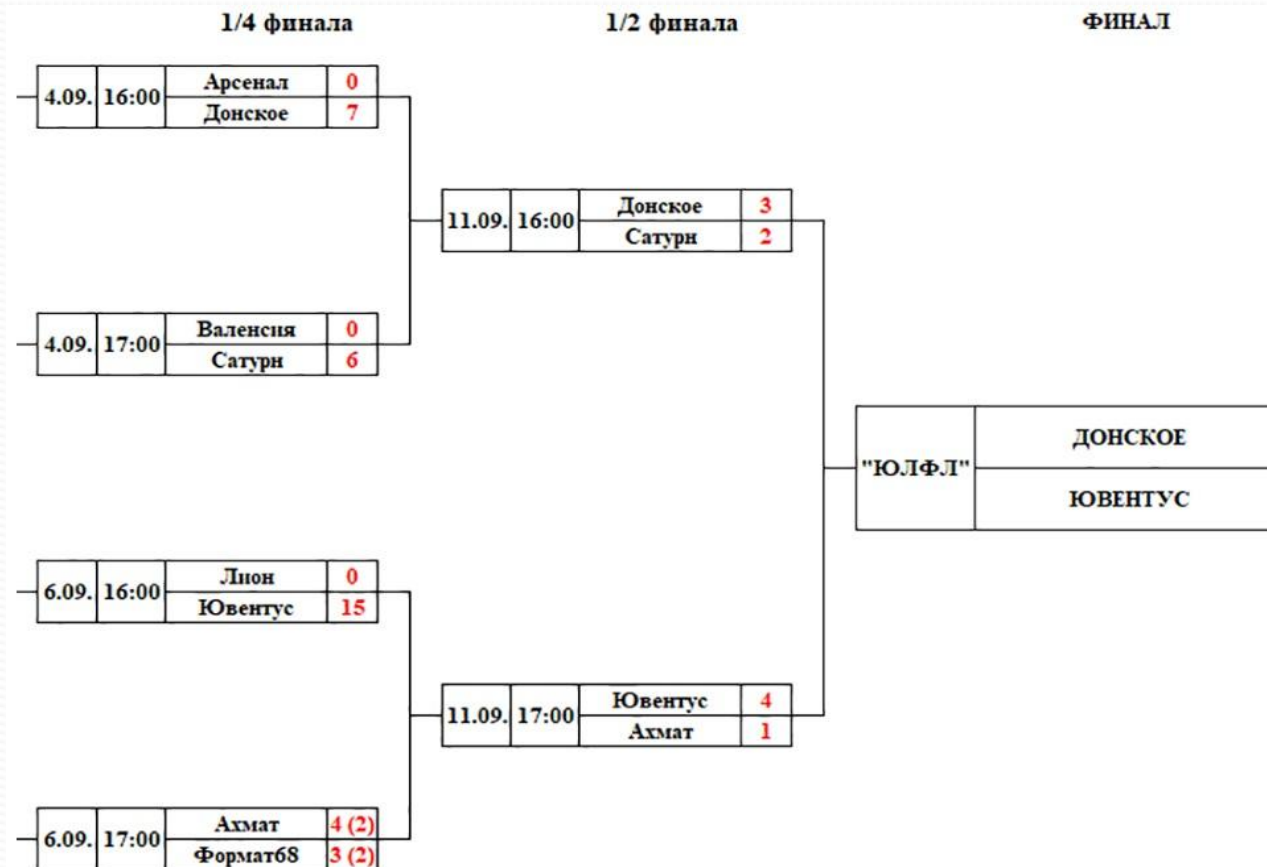 1/4 финала 1/2 финала ФИНАЛ
4.09. 16:00 Арсенал 0
Донское 7
11.09. 16:00 Донское 3
Сатурн 2
4.09. 17:00 Валенсия 0
Сатурн 6
"ЮЛФЛ" ДОНСКОЕ
ЮВЕНТУС
6.09. 16:00 Лион 0
Ювентус 15
11.09. 17:00 Ювентус 4
Ахмат 1
6.09. 17:00 Ахмат 4 (2)
Формат68 3 (2)